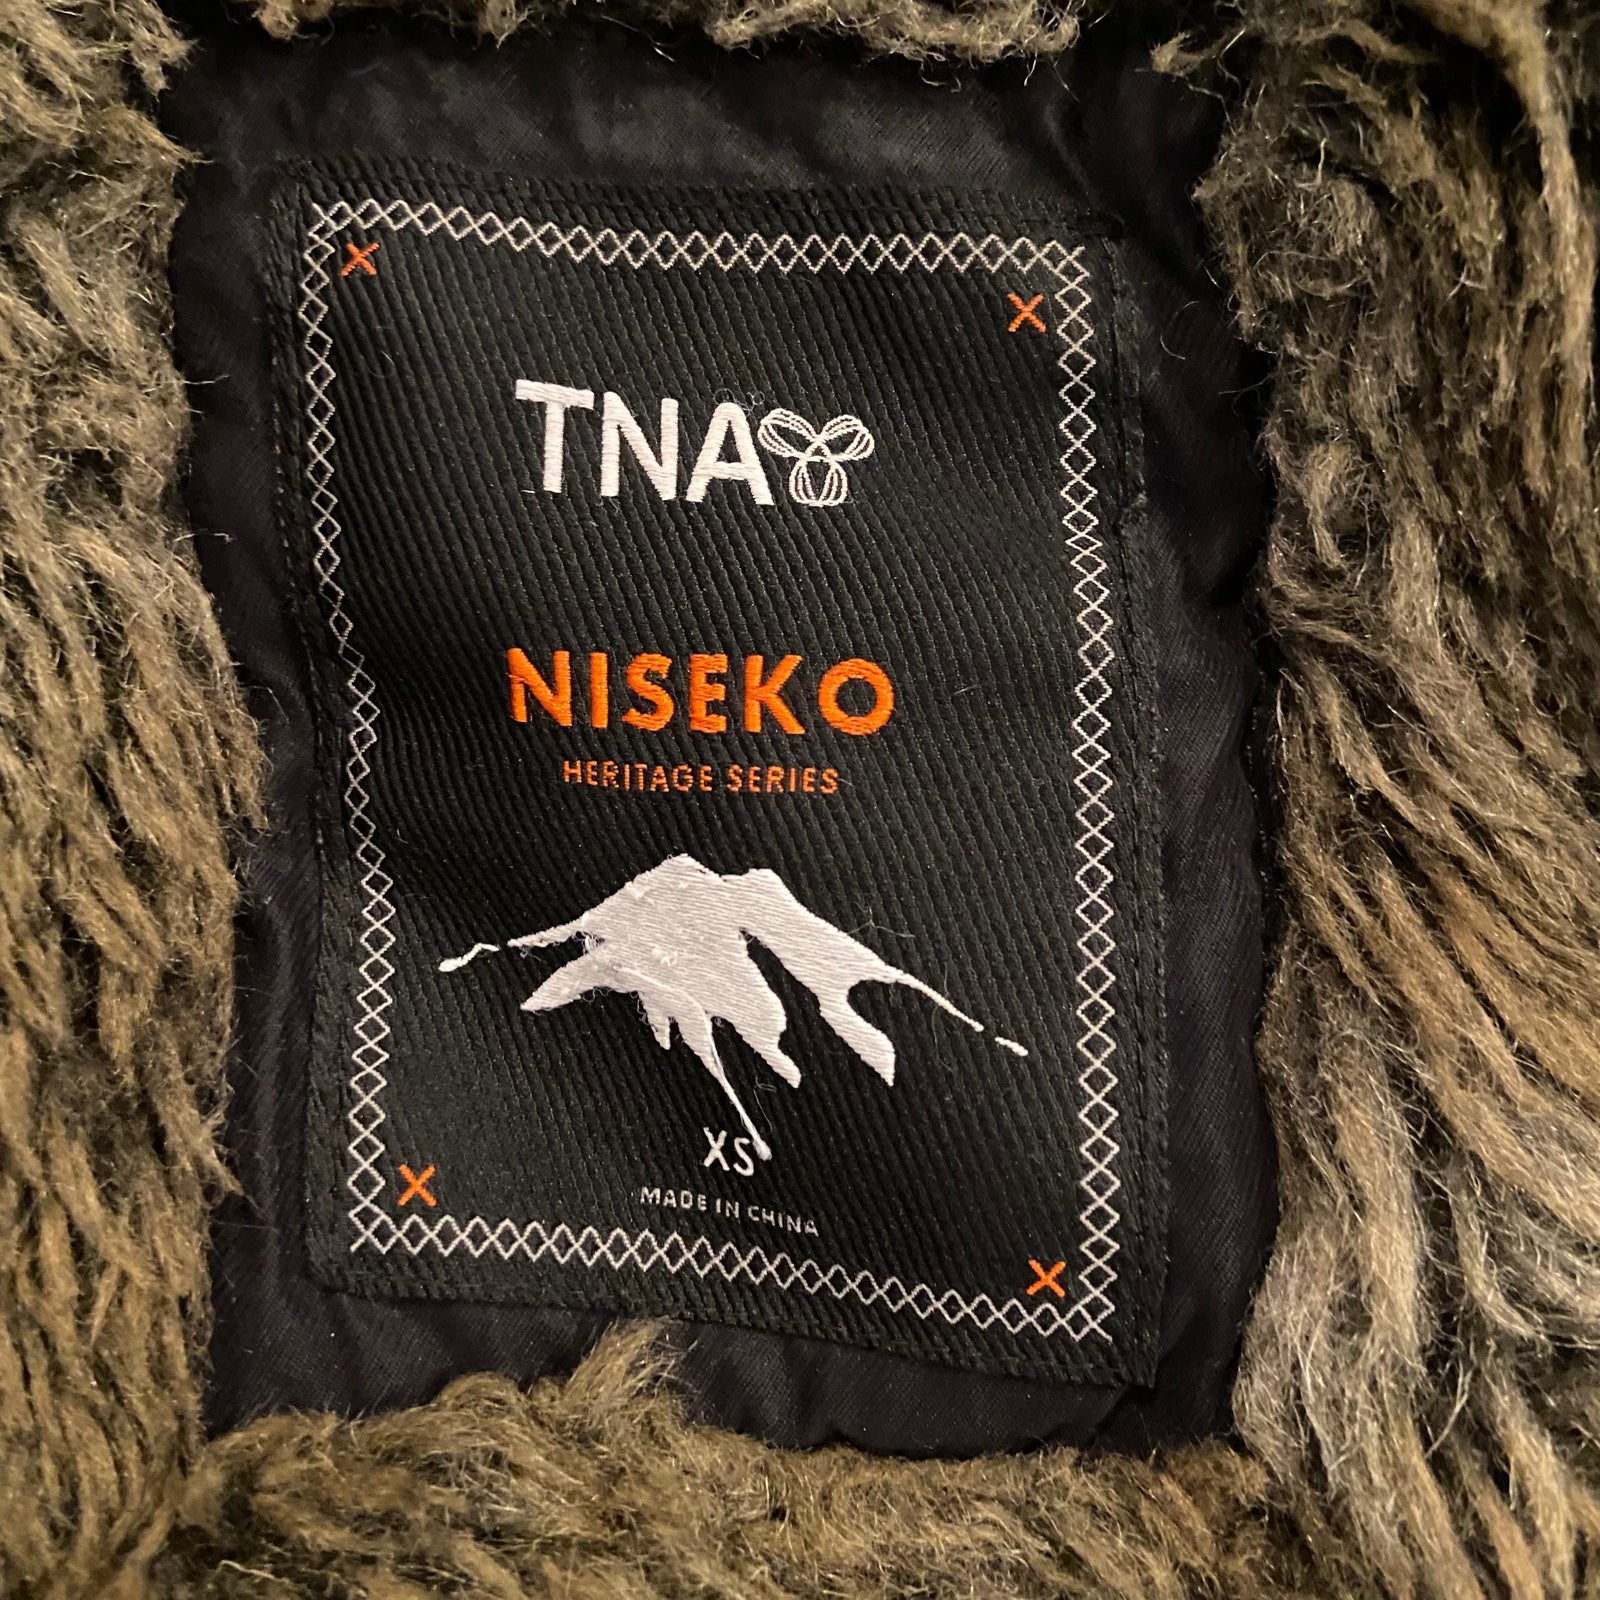 TNA
NISEKO
HERITAGE SERIES
XS
MADE IN CHINA